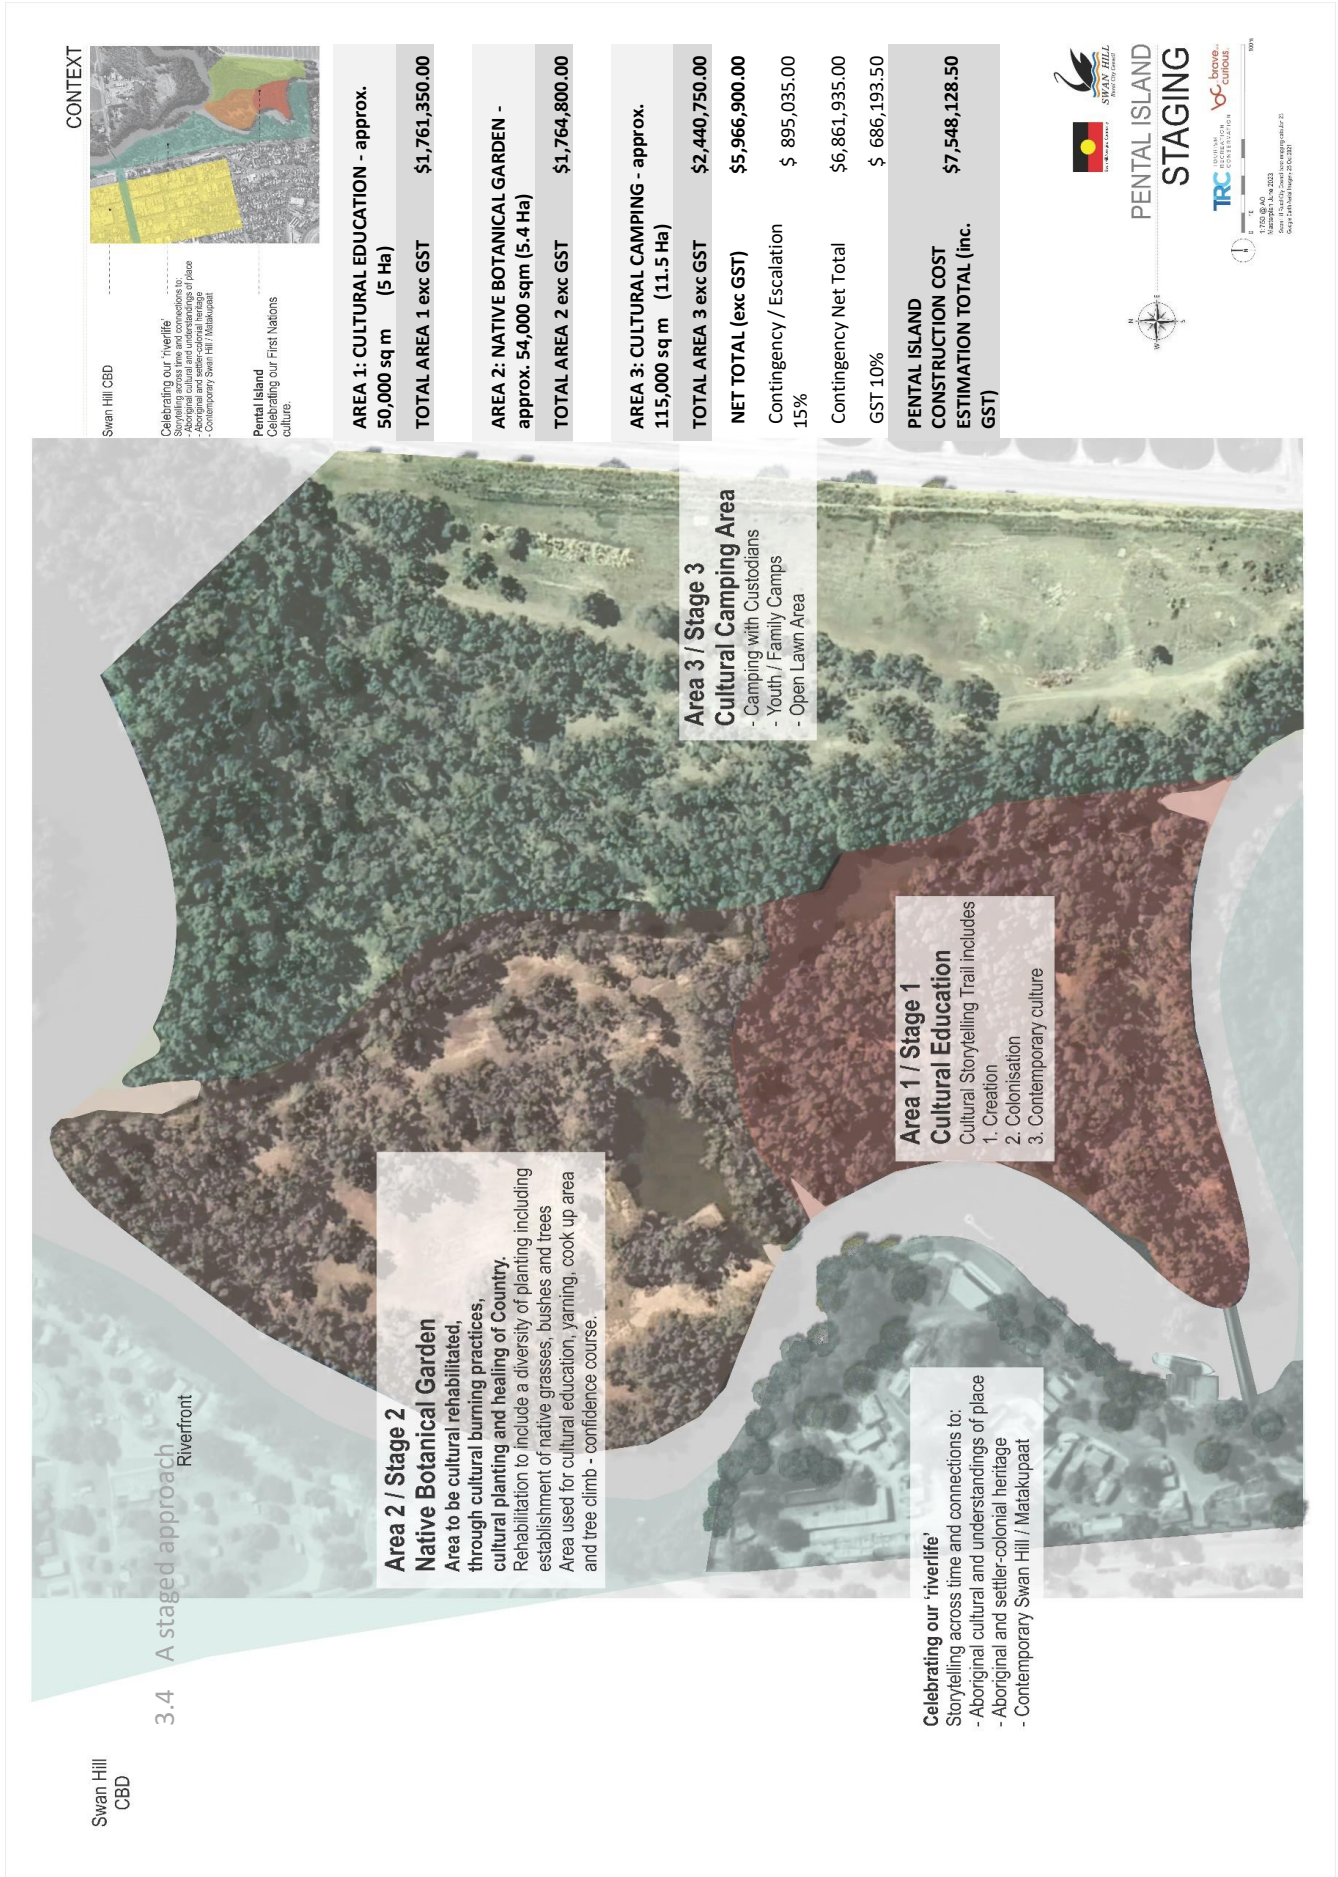 3.4 A staged approach
Swan Hill
CBD
Riverfront
Area 2 / Stage 2
Native Botanical Garden
Area to be cultural rehabilitated,
through cultural burning practices,
cultural planting and healing of Country.
Rehabilitation to include a diversity of planting including
establishment of native grasses, bushes and trees
Area used for cultural education, yarning, cook up area
and tree climb - confidence course.
Area 3 / Stage 3
Cultural Camping Area
- Camping with Custodians
- Youth / Family Camps
- Open Lawn Area
Area 1 / Stage 1
Cultural Education
Cultural Storytelling Trail includes
1. Creation
2. Colonisation
3. Contemporary culture
Celebrating our 'riverlife'
Storytelling across time and connections to:
- Aboriginal cultural and understandings of place
- Aboriginal and settler-colonial heritage
- Contemporary Swan Hill / Matakupaat
CONTEXT
Swan Hill CBD
Celebrating our 'riverlife'
Storytelling across time and connections to:
- Aboriginal cultural and understandings of place
- Aboriginal and settler-colonial heritage
- Contemporary Swan Hill / Matakupaat
Pental Island
Celebrating our First Nations
culture.
AREA 1: CULTURAL EDUCATION - approx.
50,000 sq m (5 Ha)
TOTAL AREA 1 exc GST $1,761,350.00
AREA 2: NATIVE BOTANICAL GARDEN -
approx. 54,000 sqm (5.4 Ha)
TOTAL AREA 2 exc GST $1,764,800.00
AREA 3: CULTURAL CAMPING - approx.
115,000 sq m (11.5 Ha)
TOTAL AREA 3 exc GST $2,440,750.00
NET TOTAL (exc GST) $5,966,900.00
Contingency / Escalation $ 895,035.00
15%
Contingency Net Total $6,861,935.00
GST 10% $ 686,193.50
PENTAL ISLAND
CONSTRUCTION COST
ESTIMATION TOTAL (inc. $7,548,128.50
GST)
N
W E
S
SWAN HILL
Rural City Council
PENTAL ISLAND
STAGING
TRC TOURISM
RECREATION
CONSERVATION
bc brave...
curious.
N
1:750 @ A0
Masterplan June 2023